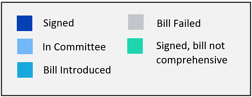 Signed
In Committee
Bill Introduced
Bill Failed
Signed, bill not
comprehensive